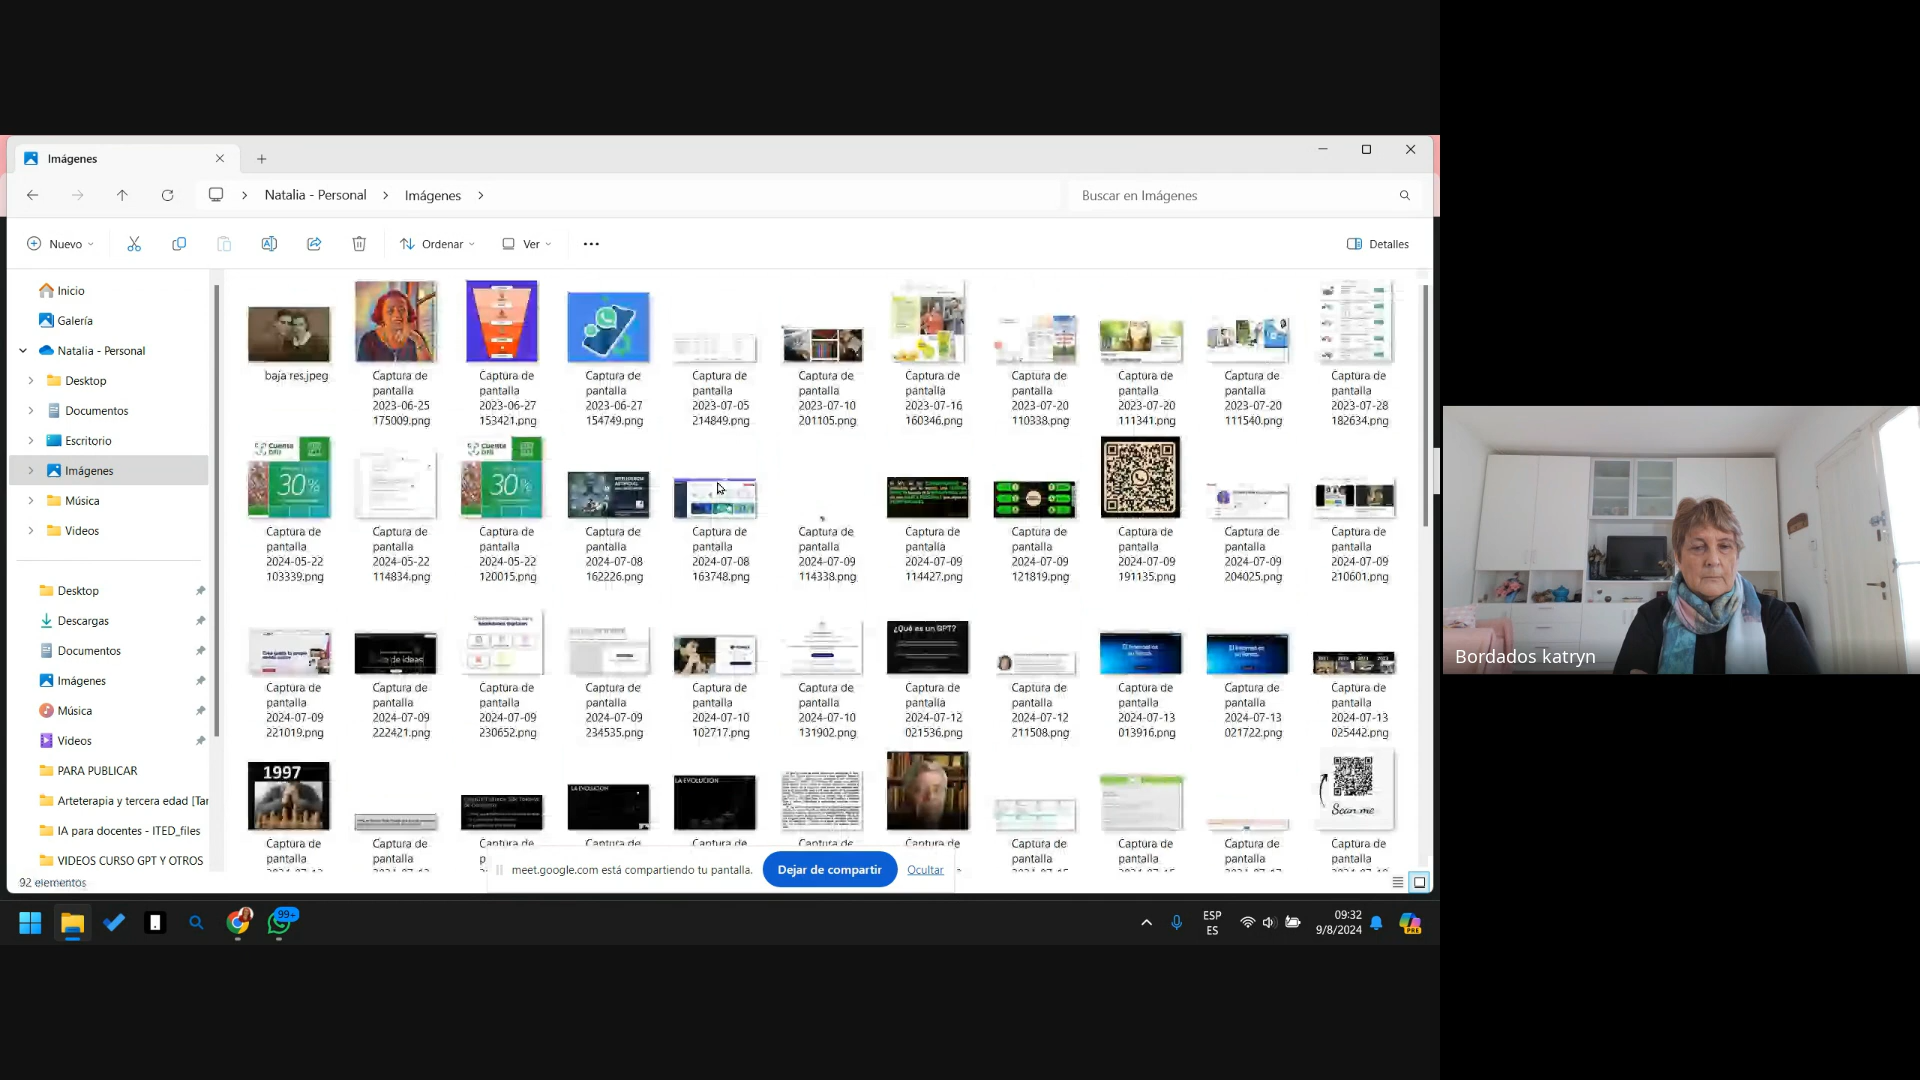 Imágenes
Natalia - Personal
Imágenes
Buscar en Imágenes
Nuevo
Ordenar
Ver
Detalles
Inicio
Galería
Natalia - Personal
Desktop
Documentos
Escritorio
Imágenes
Música
Videos
Desktop
Descargas
Documentos
Imágenes
Música
Videos
PARA PUBLICAR
Arteterapia y tercera edad [Tar
IA para docentes - ITED_files
VIDEOS CURSO GPT Y OTROS
92 elementos
baja res.jpeg
Captura de
pantalla
2023-06-25
175009.png
Captura de
pantalla
2023-06-27
153421.png
Captura de
pantalla
2023-06-27
154749.png
Captura de
pantalla
2023-07-05
214849.png
Captura de
pantalla
2023-07-10
201105.png
Captura de
pantalla
2023-07-16
160346.png
Captura de
pantalla
2023-07-20
110338.png
Captura de
pantalla
2023-07-20
111341.png
Captura de
pantalla
2023-07-20
111540.png
Captura de
pantalla
2023-07-28
182634.png
Cuenta
30%
Captura de
pantalla
2024-05-22
103339.png
Captura de
pantalla
2024-05-22
114834.png
Cuenta
30%
Captura de
pantalla
2024-05-22
120015.png
Captura de
pantalla
2024-07-08
162226.png
Captura de
pantalla
2024-07-08
163748.png
Captura de
pantalla
2024-07-09
114338.png
Captura de
pantalla
2024-07-09
114427.png
Captura de
pantalla
2024-07-09
121819.png
Captura de
pantalla
2024-07-09
191135.png
Captura de
pantalla
2024-07-09
204025.png
Captura de
pantalla
2024-07-09
210601.png
Captura de
pantalla
2024-07-09
221019.png
de ideas
Captura de
pantalla
2024-07-09
222421.png
Captura de
pantalla
2024-07-09
230652.png
Captura de
pantalla
2024-07-09
234535.png
Captura de
pantalla
2024-07-10
102717.png
Captura de
pantalla
2024-07-10
131902.png
¿Qué es un GPT?
Captura de
pantalla
2024-07-12
021536.png
Captura de
pantalla
2024-07-12
211508.png
Captura de
pantalla
2024-07-13
013916.png
Captura de
pantalla
2024-07-13
021722.png
Captura de
pantalla
2024-07-13
025442.png
1997
Captura de
pantalla
Captura de
pantalla
Captura de
pantalla
LA EVOLUCION
LA EVOLUCION
Captura de
pantalla
Captura de
pantalla
Scan me
Captura de
pantalla
meet.google.com está compartiendo tu pantalla.
Dejar de compartir
Ocultar
99+
ESP
ES
09:32
9/8/2024
PRE
Bordados katryn